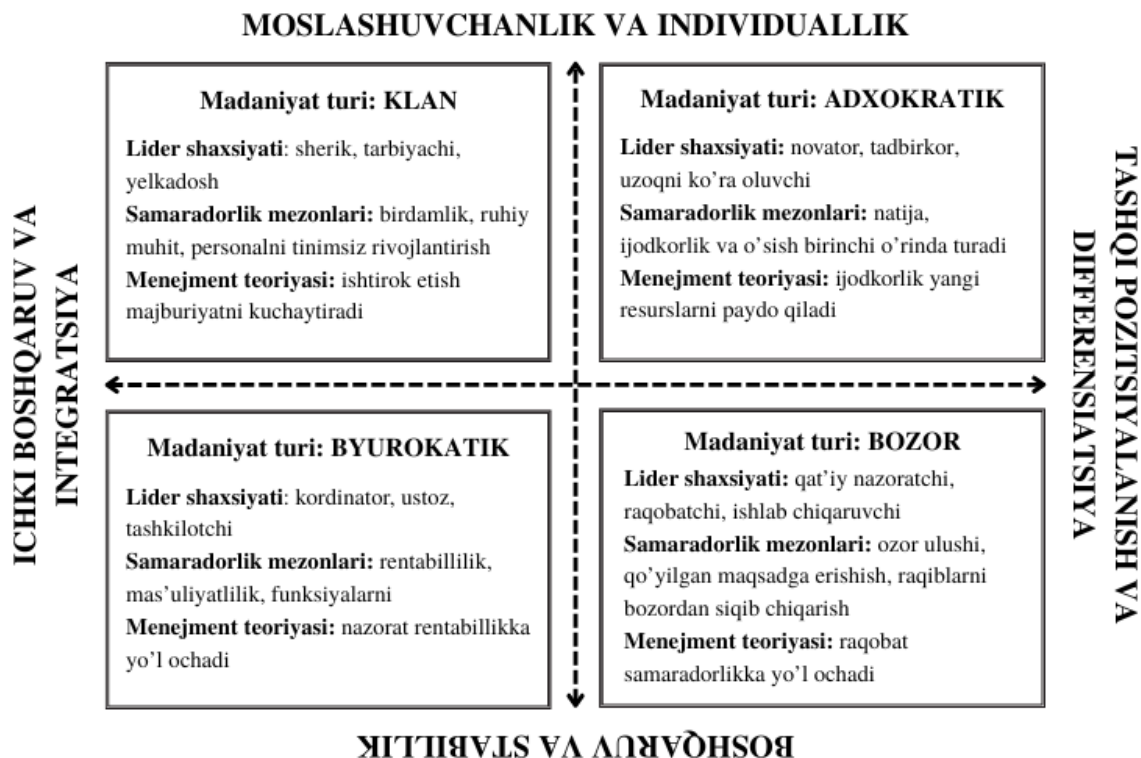 MOSLASHUVCHANLIK VA INDIVIDUALLIK
Madaniyat turi: KLAN
Lider shaxsiyati: sherik, tarbiyachi,
yelkadosh
Samaradorlik mezonlari: birdamlik, ruhiy
muhit, personalni tinimsiz rivojlantirish
Menejment teoriyasi: ishtirok etish
majburiyatni kuchaytiradi
Madaniyat turi: ADXOKRATIK
Lider shaxsiyati: novator, tadbirkor,
uzoqni ko’ra oluvchi
Samaradorlik mezonlari: natija,
ijodkorlik va o’sish birinchi o’rinda turadi
Menejment teoriyasi: ijodkorlik yangi
resurslarni paydo qiladi
ICHKI BOSHQARUV VA
INTEGRATSIYA
TASHQI POZITSIYALANISH VA
DIFFERENSIATSIYA
Madaniyat turi: BYUROKATIK
Lider shaxsiyati: kordinator, ustoz,
tashkilotchi
Samaradorlik mezonlari: rentabillilik,
mas’uliyatlilik, funksiyalarni
Menejment teoriyasi: nazorat rentabillikka
yo’l ochadi
Madaniyat turi: BOZOR
Lider shaxsiyati: qat’iy nazoratchi,
raqobatchi, ishlab chiqaruvchi
Samaradorlik mezonlari: ozor ulushi,
qo’yilgan maqsadga erishish, raqiblarni
bozordan siqib chiqarish
Menejment teoriyasi: raqobat
samaradorlikka yo’l ochadi
BOSHQARUV VA STABILLIK